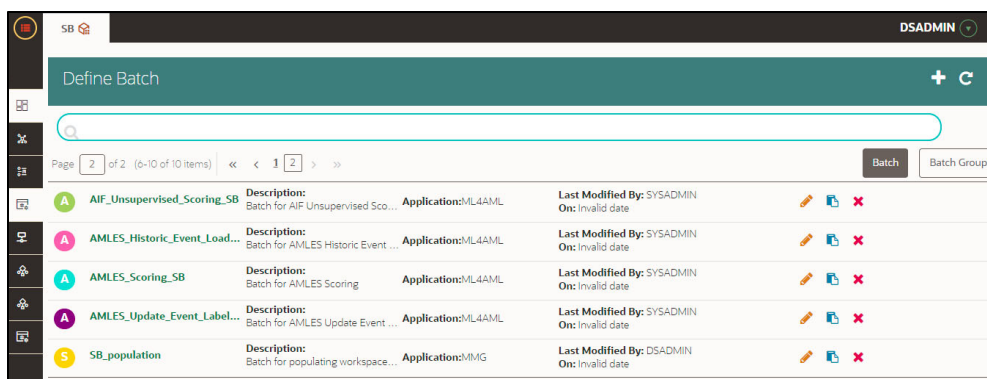 SB
DSADMIN
Define Batch
Page 2 of 2 (6-10 of 10 items) « < 1 2 > »
Batch
Batch Group
A
AIF_Unsupervised_Scoring_SB
Description:
Batch for AIF Unsupervised Sco...
Application:ML4AML
Last Modified By: SYSADMIN
On: Invalid date
A
AMLES_Historic_Event_Load...
Description:
Batch for AMLES Historic Event ...
Application:ML4AML
Last Modified By: SYSADMIN
On: Invalid date
A
AMLES_Scoring_SB
Description:
Batch for AMLES Scoring
Application:ML4AML
Last Modified By: SYSADMIN
On: Invalid date
A
AMLES_Update_Event_Label...
Description:
Batch for AMLES Update Event ...
Application:ML4AML
Last Modified By: SYSADMIN
On: Invalid date
S
SB_population
Description:
Batch for populating workspace...
Application:MMG
Last Modified By: DSADMIN
On: Invalid date